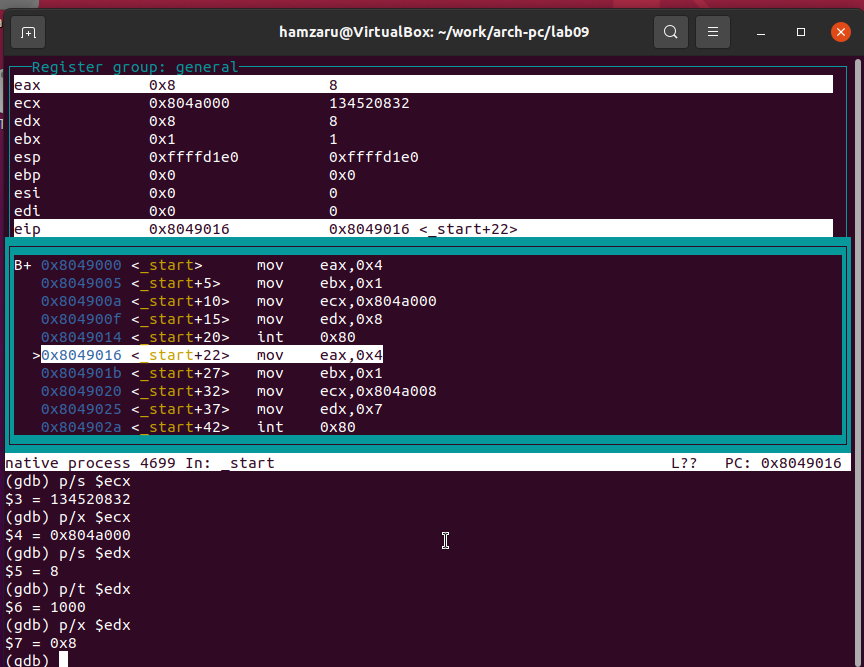 hamzaru@VirtualBox: ~/work/arch-pc/lab09
Register group: general
eax 0x8 8
ecx 0x804a000 134520832
edx 0x8 8
ebx 0x1 1
esp 0xffffd1e0 0xffffd1e0
ebp 0x0 0x0
esi 0x0 0
edi 0x0 0
eip 0x8049016 0x8049016 <_start+22>
B+ 0x8049000 <_start> mov eax,0x4
0x8049005 <_start+5> mov ebx,0x1
0x804900a <_start+10> mov ecx,0x804a000
0x804900f <_start+15> mov edx,0x8
0x8049014 <_start+20> int 0x80
>0x8049016 <_start+22> mov eax,0x4
0x804901b <_start+27> mov ebx,0x1
0x8049020 <_start+32> mov ecx,0x804a008
0x8049025 <_start+37> mov edx,0x7
0x804902a <_start+42> int 0x80
native process 4699 In: _start L?? PC: 0x8049016
(gdb) p/s $ecx
$3 = 134520832
(gdb) p/x $ecx
$4 = 0x804a000
(gdb) p/s $edx
$5 = 8
(gdb) p/t $edx
$6 = 1000
(gdb) p/x $edx
$7 = 0x8
(gdb)